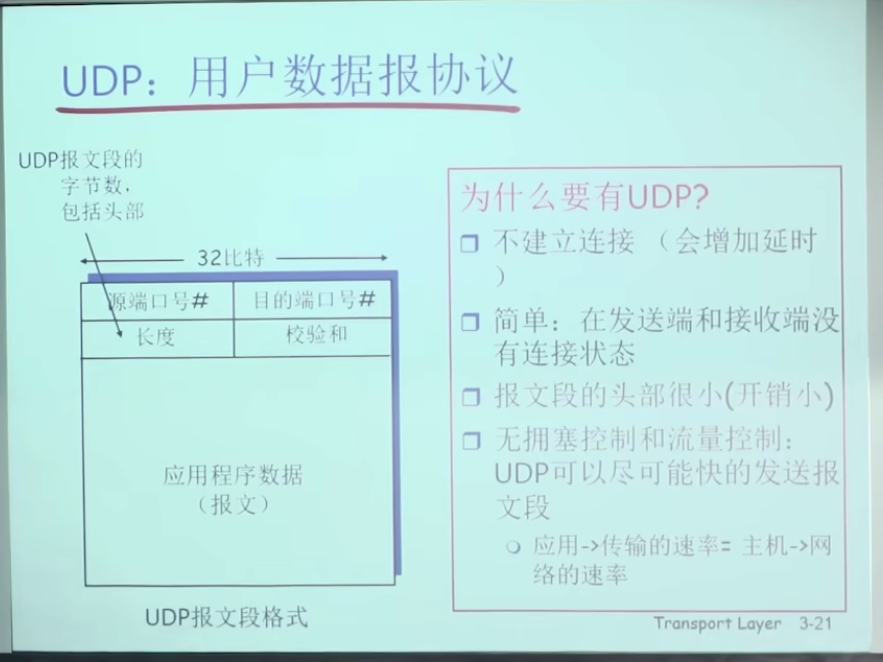 UDP：用户数据报协议
UDP报文段的
字节数，
包括头部
32比特
源端口号# 目的端口号#
长度 校验和
应用程序数据
（报文）
UDP报文段格式
为什么要有UDP?
不建立连接 （会增加延时
）
简单：在发送端和接收端没
有连接状态
报文段的头部很小(开销小)
无拥塞控制和流量控制：
UDP可以尽可能快的发送报
文段
应用->传输的速率= 主机->网
络的速率
Transport Layer 3-21